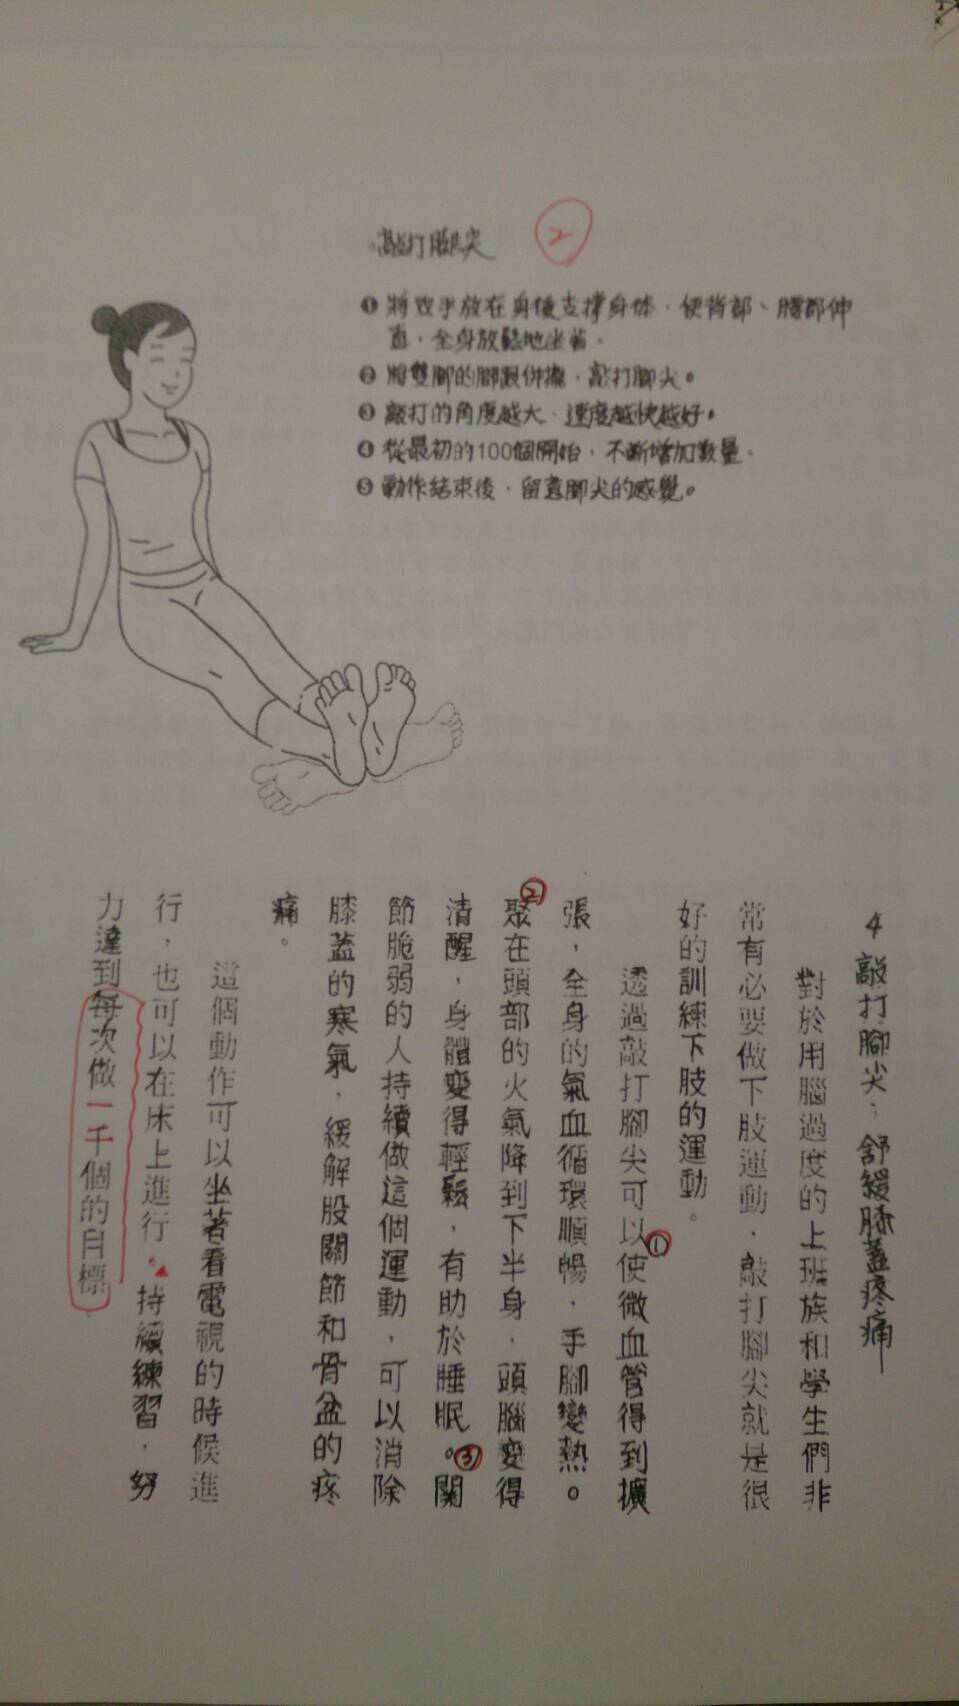 敲打腳尖
2
❶ 將双手放在身後支撐身体，使背部、腰部伸
直，全身放鬆地坐着。
❷ 將雙腳的腳跟併攏，敲打腳尖。
❸ 敲打的角度越大、速度越快越好。
❹ 從最初的100個開始，不斷增加數量。
❺ 動作結束後，留意腳尖的感覺。
4 敲打腳尖；舒緩膝蓋疼痛
對於用腦過度的上班族和學生們非
常有必要做下肢運動，敲打腳尖就是很
好的訓練下肢的運動。
透過敲打腳尖可以①使微血管得到擴
張，全身的氣血循環順暢，手腳變熱。
②聚在頭部的火氣降到下半身，頭腦變得
清醒，身體變得輕鬆，有助於睡眠。③關
節脆弱的人持續做這個運動，可以消除
膝蓋的寒氣，緩解股關節和骨盆的疼
痛。
這個動作可以坐著看電視的時候進
行，也可以在床上進行。持續練習，努
力達到每次做一千個的目標